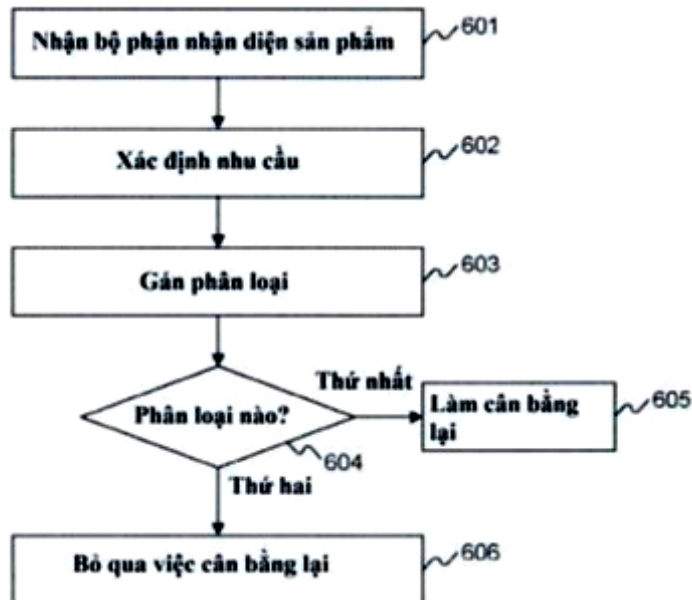 Nhận bộ phận nhận diện sản phẩm
601
Xác định nhu cầu
602
Gán phân loại
603
Phân loại nào?
604
Thứ nhất
Làm cân bằng
lại
605
Thứ hai
Bỏ qua việc cân bằng lại
606